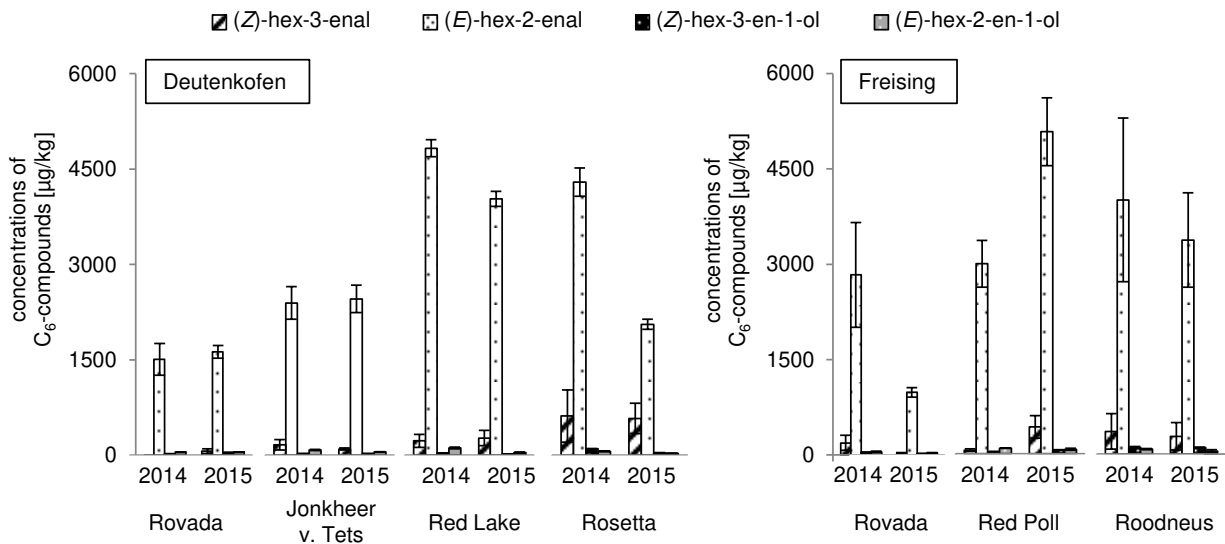 (Z)-hex-3-enal (E)-hex-2-enal (Z)-hex-3-en-1-ol (E)-hex-2-en-1-ol
Deutenkofen
concentrations of
C₆-compounds [µg/kg]
6000
4500
3000
1500
0
2014 2015 2014 2015 2014 2015 2014 2015
Rovada Jonkheer v. Tets Red Lake Rosetta
Freising
concentrations of
C₆-compounds [µg/kg]
6000
4500
3000
1500
0
2014 2015 2014 2015 2014 2015
Rovada Red Poll Roodneus